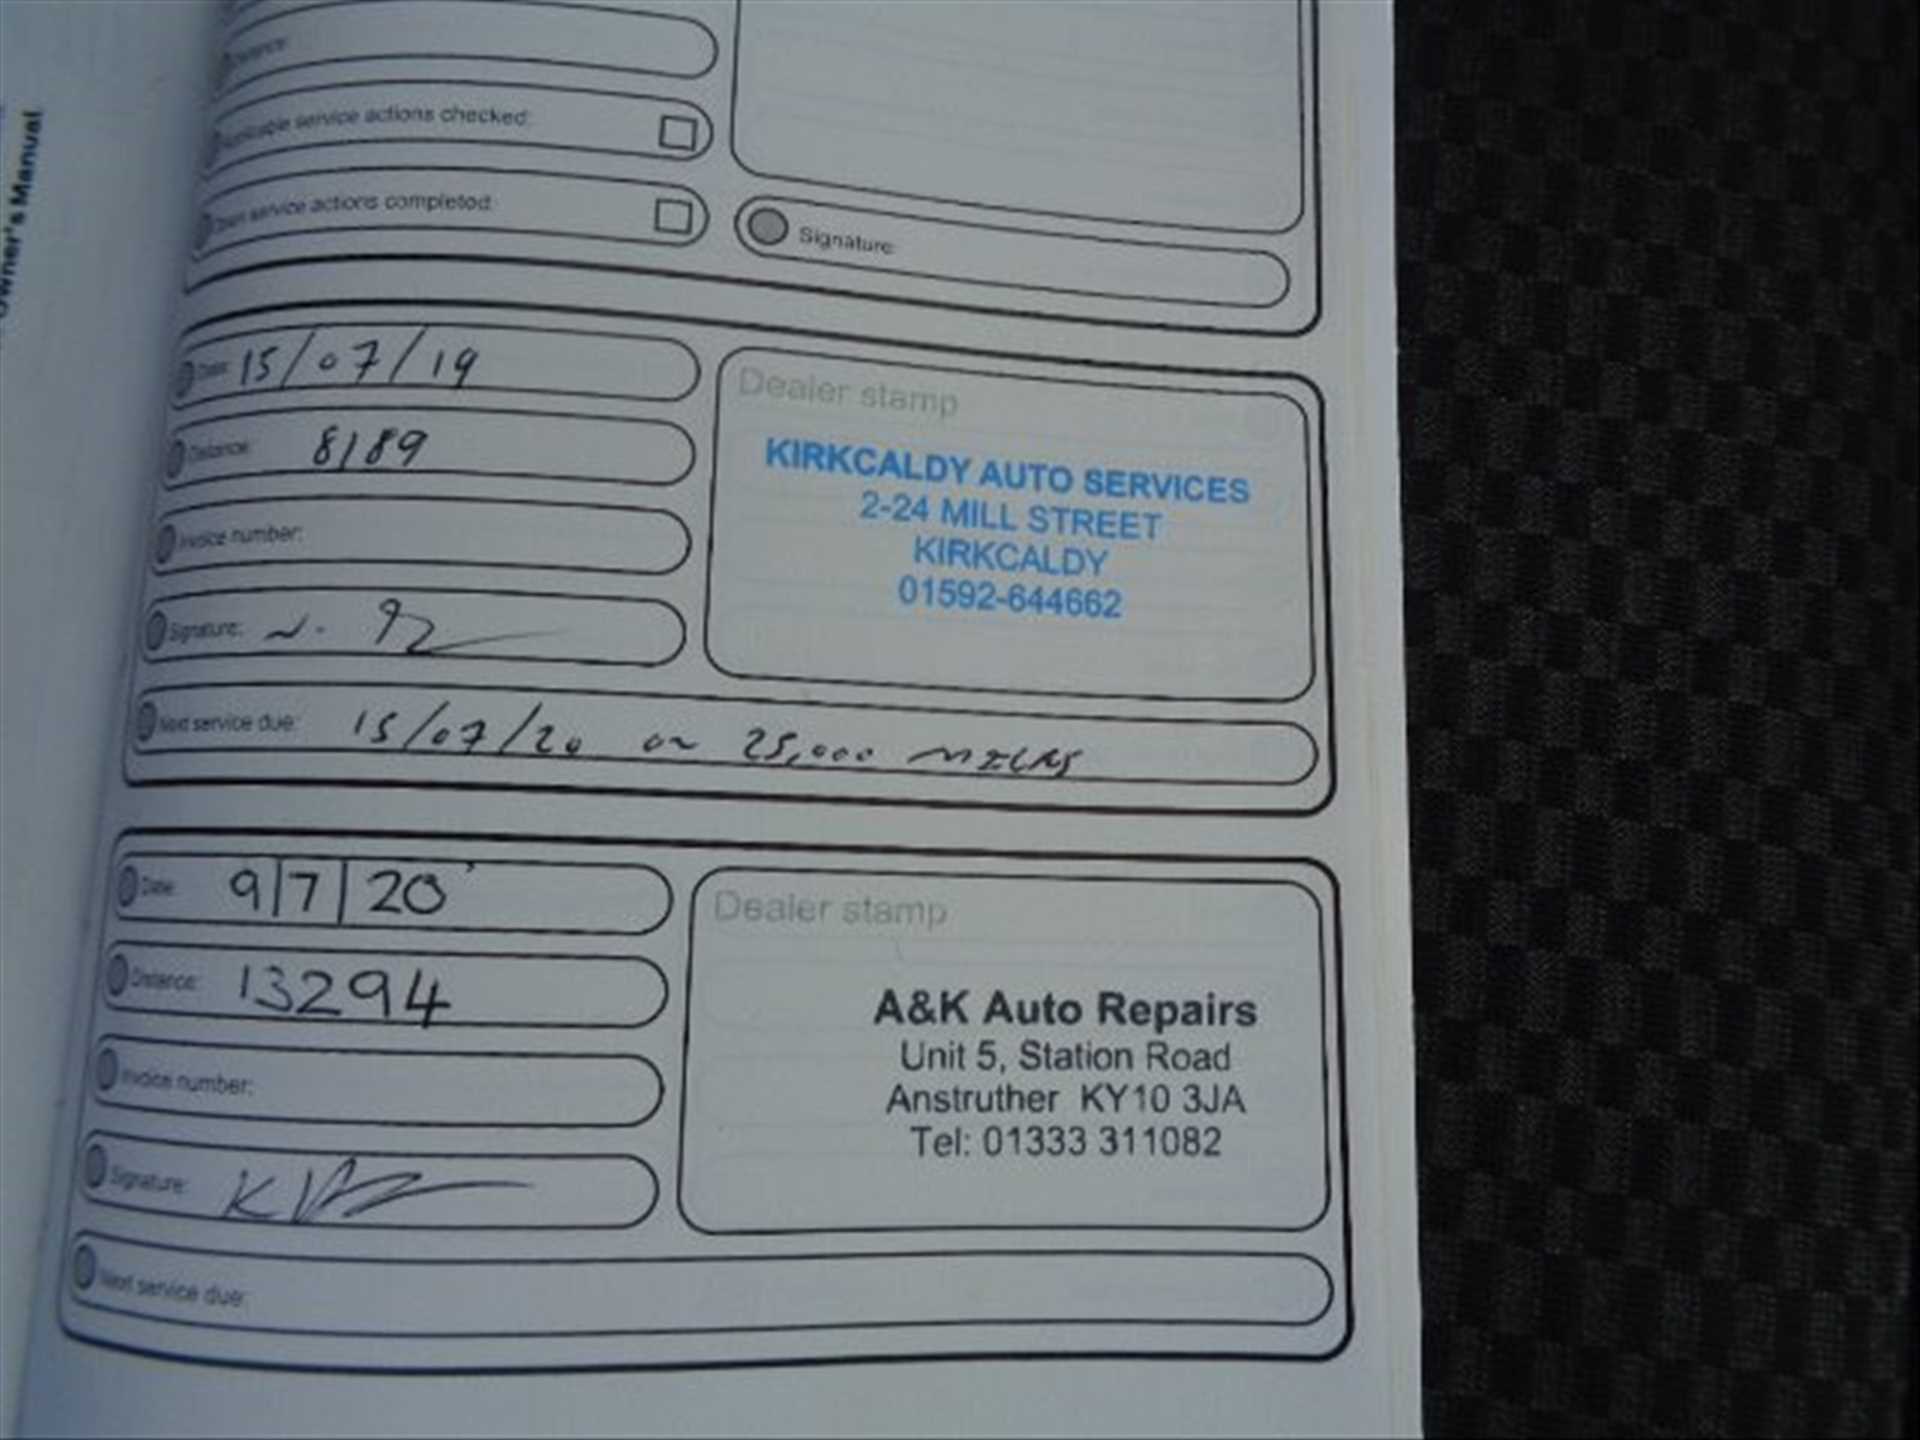 Owner's Manual
Distance:
Applicable service actions checked:
service actions completed:
Signature:
Date: 15/07/19
Distance: 8189
Invoice number:
Signature:
Next service due: 15/07/20 or 25,000 MILES
Dealer stamp
KIRKCALDY AUTO SERVICES
2-24 MILL STREET
KIRKCALDY
01592-644662
Date: 9/7/20
Distance: 13294
Invoice number:
Signature: K
Next service due:
Dealer stamp
A&K Auto Repairs
Unit 5, Station Road
Anstruther KY10 3JA
Tel: 01333 311082